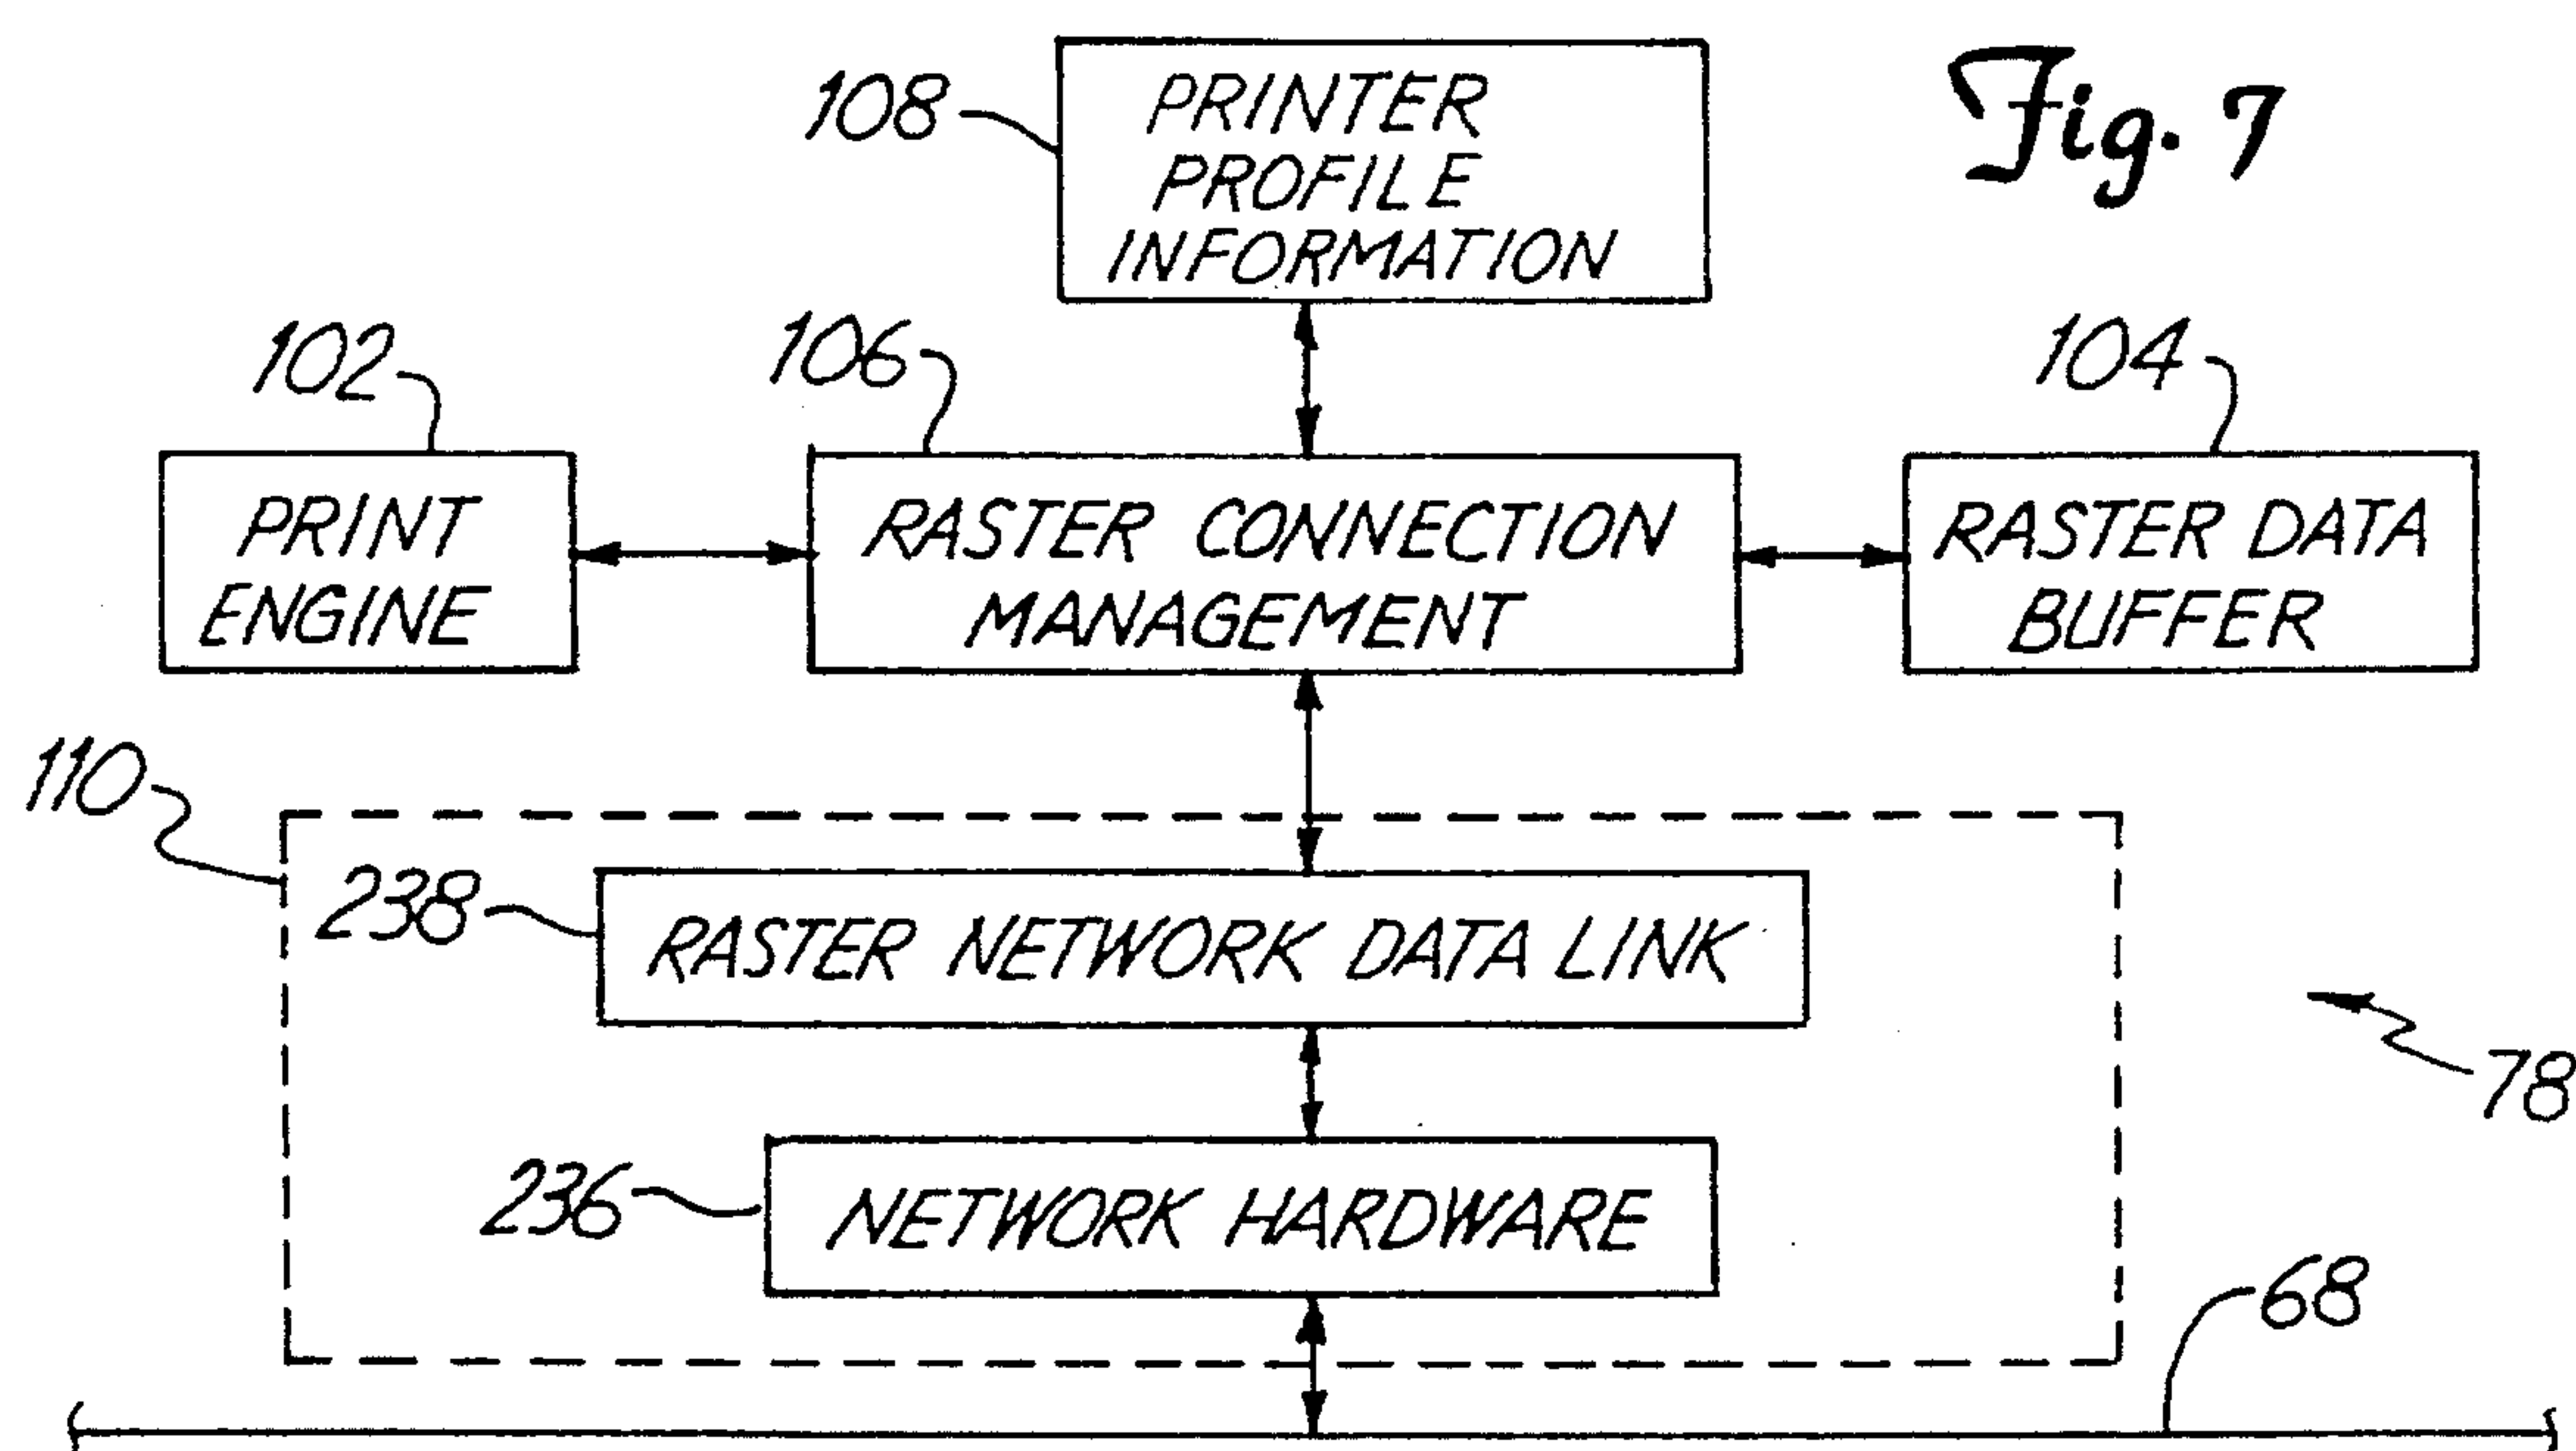 Fig. 7
108
PRINTER
PROFILE
INFORMATION
102
106
104
PRINT
ENGINE
RASTER CONNECTION
MANAGEMENT
RASTER DATA
BUFFER
110
238
RASTER NETWORK DATA LINK
78
236
NETWORK HARDWARE
68